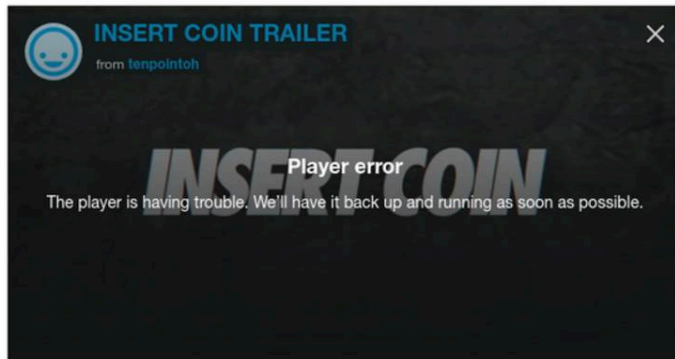 INSERT COIN TRAILER
from tenpointoh
INSERT COIN
Player error
The player is having trouble. We'll have it back up and running as soon as possible.